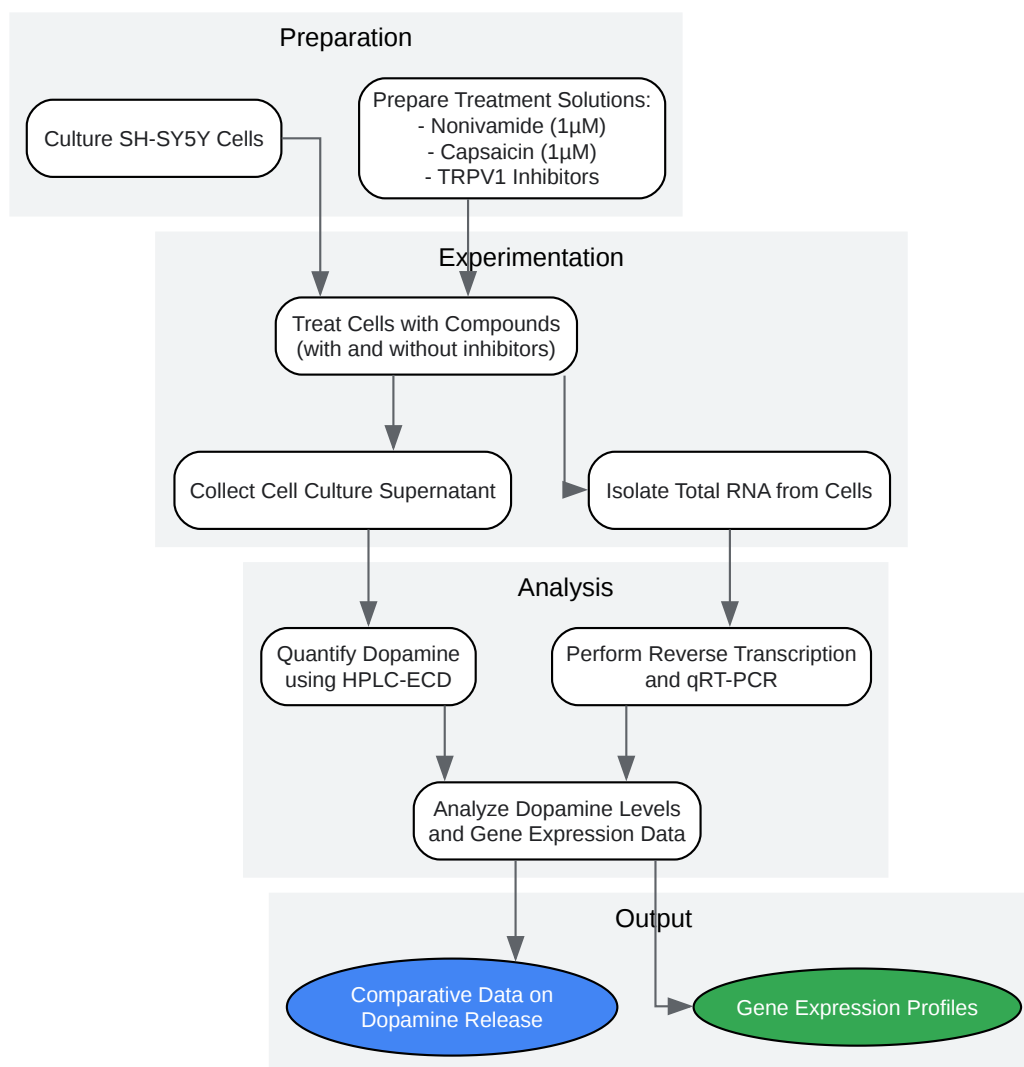 Preparation
Culture SH-SY5Y Cells
Prepare Treatment Solutions:
- Nonivamide (1µM)
- Capsaicin (1µM)
- TRPV1 Inhibitors
Experimentation
Treat Cells with Compounds
(with and without inhibitors)
Collect Cell Culture Supernatant
Isolate Total RNA from Cells
Analysis
Quantify Dopamine
using HPLC-ECD
Perform Reverse Transcription
and qRT-PCR
Analyze Dopamine Levels
and Gene Expression Data
Output
Comparative Data on
Dopamine Release
Gene Expression Profiles